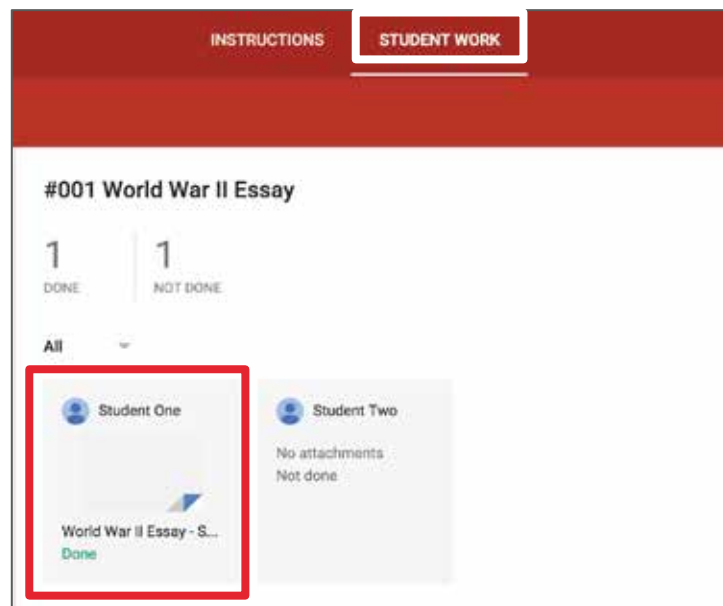 INSTRUCTIONS STUDENT WORK
#001 World War II Essay
1 1
DONE NOT DONE
All
Student One Student Two
No attachments
Not done
World War II Essay - S...
Done